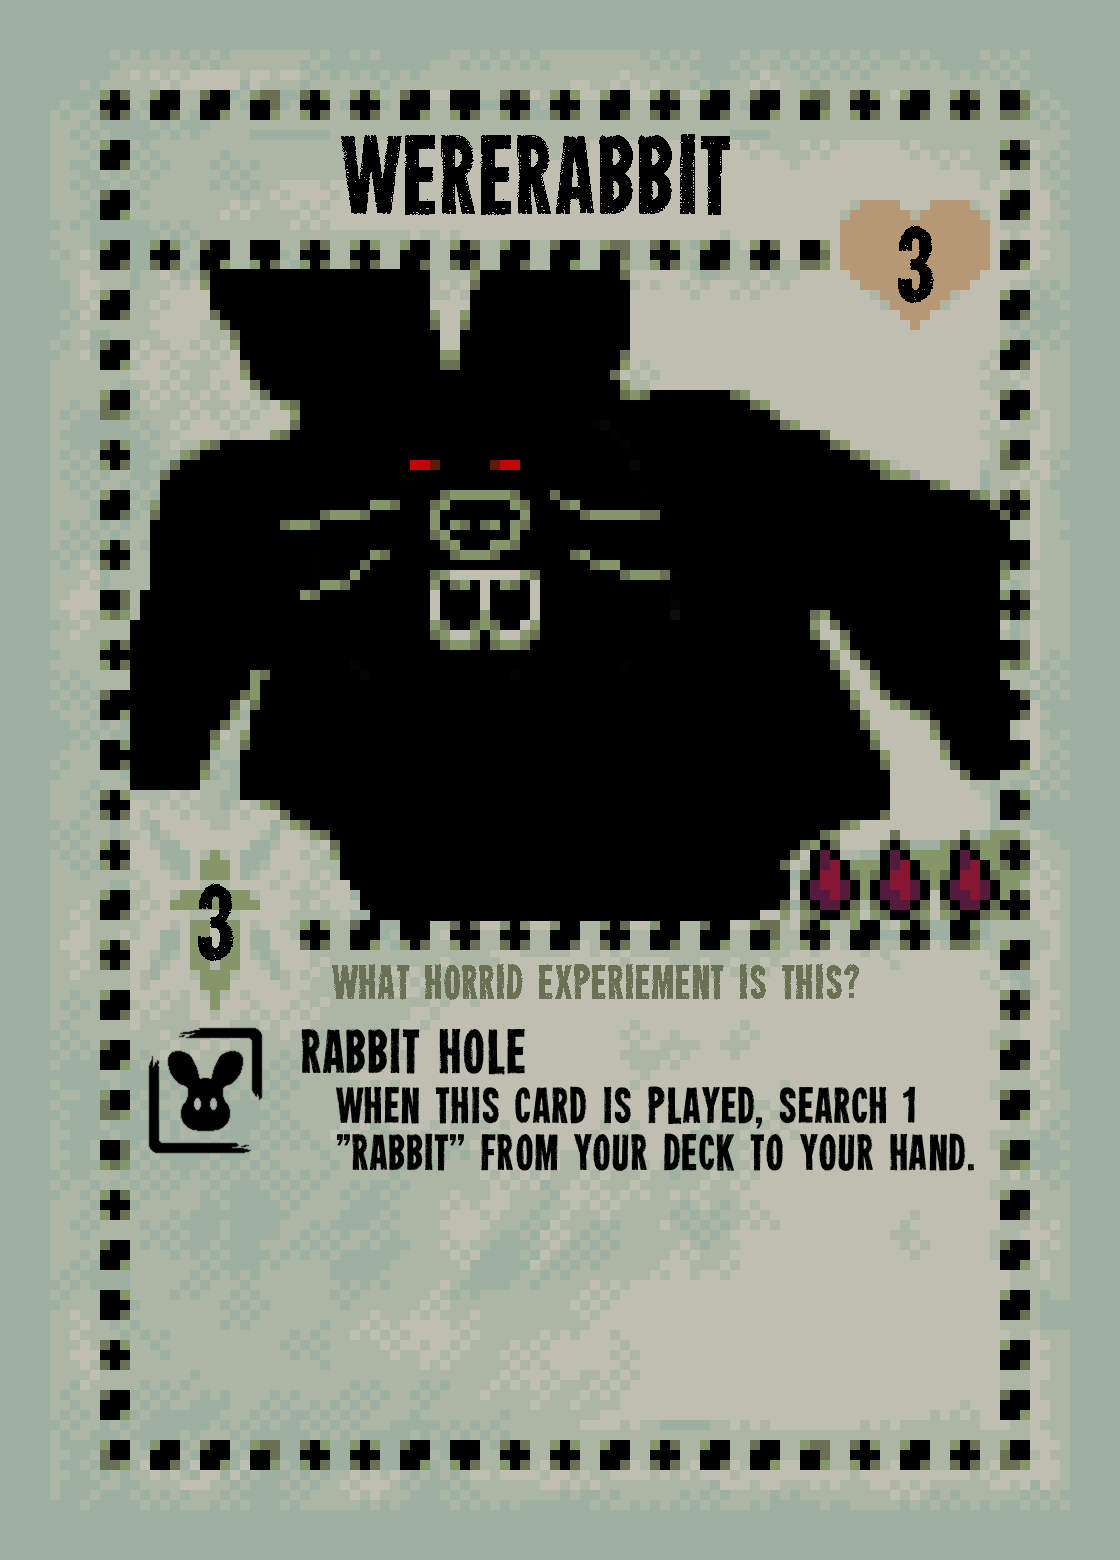 WERERABBIT
3
3
WHAT HORRID EXPERIEMENT IS THIS?
RABBIT HOLE
WHEN THIS CARD IS PLAYED, SEARCH 1
"RABBIT" FROM YOUR DECK TO YOUR HAND.